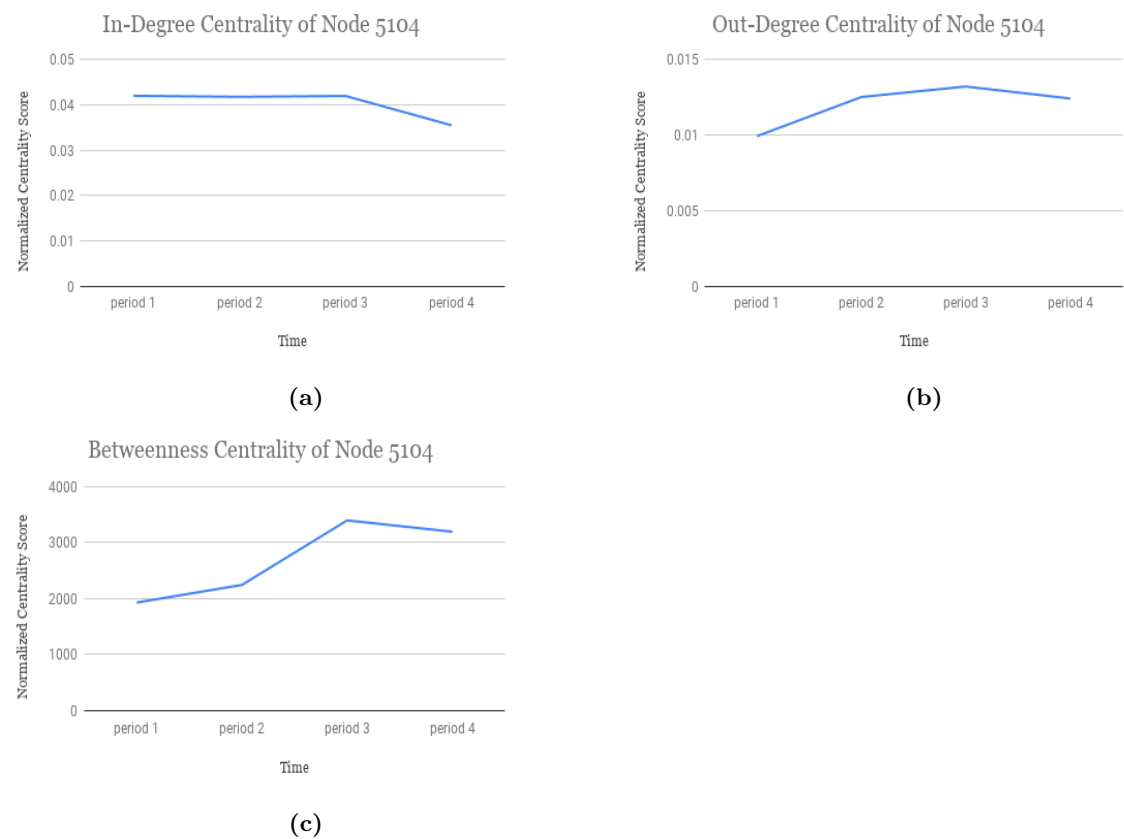 In-Degree Centrality of Node 5104
Normalized Centrality Score
0.05
0.04
0.03
0.02
0.01
0
period 1
period 2
period 3
period 4
Time
(a)
Out-Degree Centrality of Node 5104
Normalized Centrality Score
0.015
0.01
0.005
0
period 1
period 2
period 3
period 4
Time
(b)
Betweenness Centrality of Node 5104
Normalized Centrality Score
4000
3000
2000
1000
0
period 1
period 2
period 3
period 4
Time
(c)